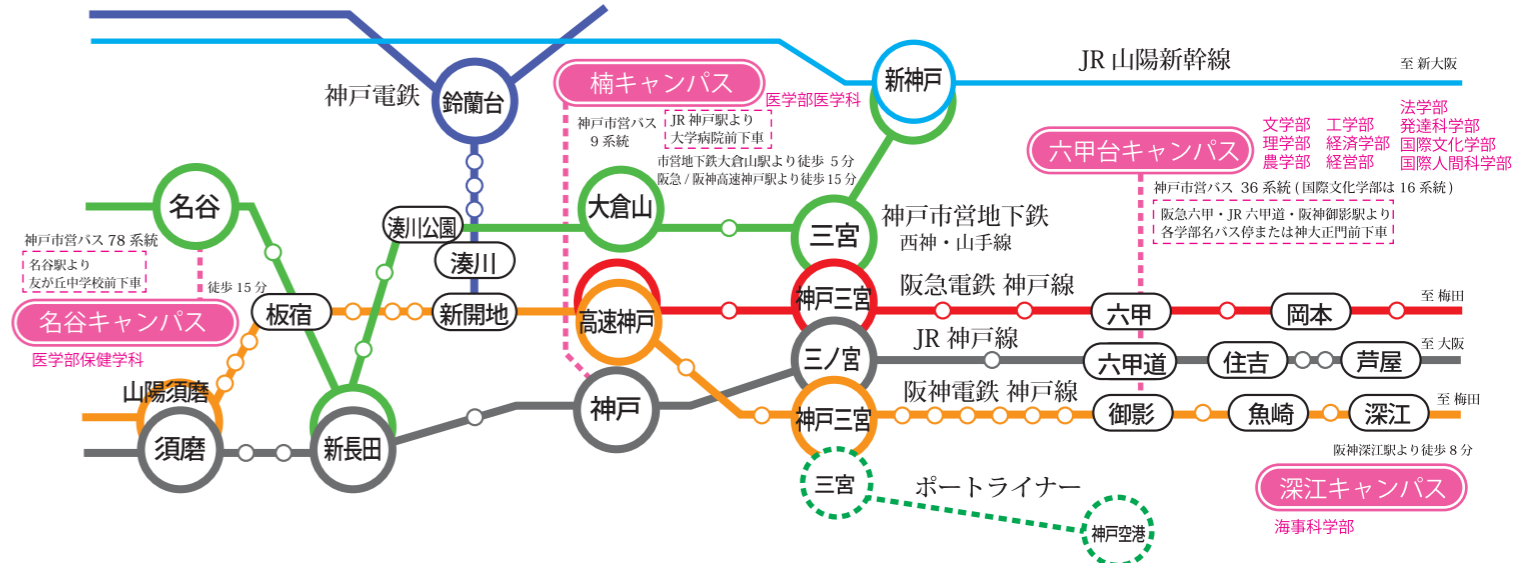 JR 山陽新幹線
至 新大阪
神戸電鉄
鈴蘭台
新神戸
楠キャンパス
医学部医学科
神戸市営バス
9 系統
JR 神戸駅より
大学病院前下車
市営地下鉄大倉山駅より徒歩 5 分
阪急 / 阪神高速神戸駅より徒歩 15 分
六甲台キャンパス
文学部 工学部
理学部 経済学部
農学部 経営部
法学部
発達科学部
国際文化学部
国際人間科学部
神戸市営バス 36 系統 ( 国際文化学部は 16 系統 )
阪急六甲・JR 六甲道・阪神御影駅より
各学部名バス停または神大正門前下車
名谷
神戸市営バス 78 系統
名谷駅より
友が丘中学校前下車
徒歩 15 分
名谷キャンパス
医学部保健学科
湊川公園
湊川
大倉山
三宮
神戸市営地下鉄
西神・山手線
板宿
新開地
高速神戸
神戸三宮
阪急電鉄 神戸線
六甲
岡本
至 梅田
三ノ宮
JR 神戸線
六甲道
住吉
芦屋
至 大阪
山陽須磨
須磨
新長田
神戸
神戸三宮
阪神電鉄 神戸線
御影
魚崎
深江
至 梅田
阪神深江駅より徒歩 8 分
深江キャンパス
海事科学部
三宮
ポートライナー
神戸空港